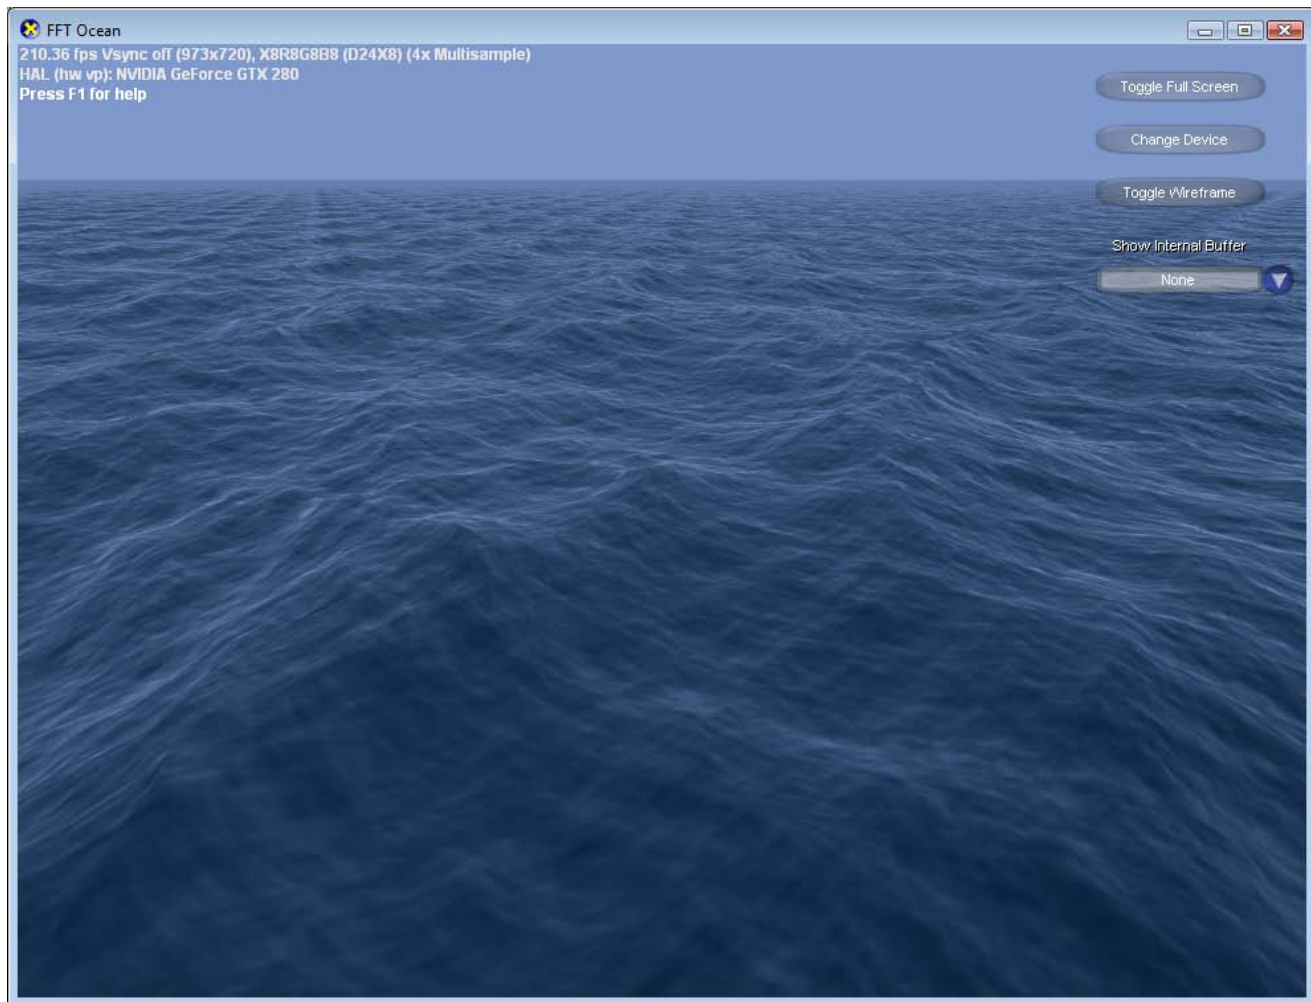 FFT Ocean
210.36 fps Vsync off (973x720), X8R8G8B8 (D24X8) (4x Multisample)
HAL (hw vp): NVIDIA GeForce GTX 280
Press F1 for help
Toggle Full Screen
Change Device
Toggle Wireframe
Show Internal Buffer
None